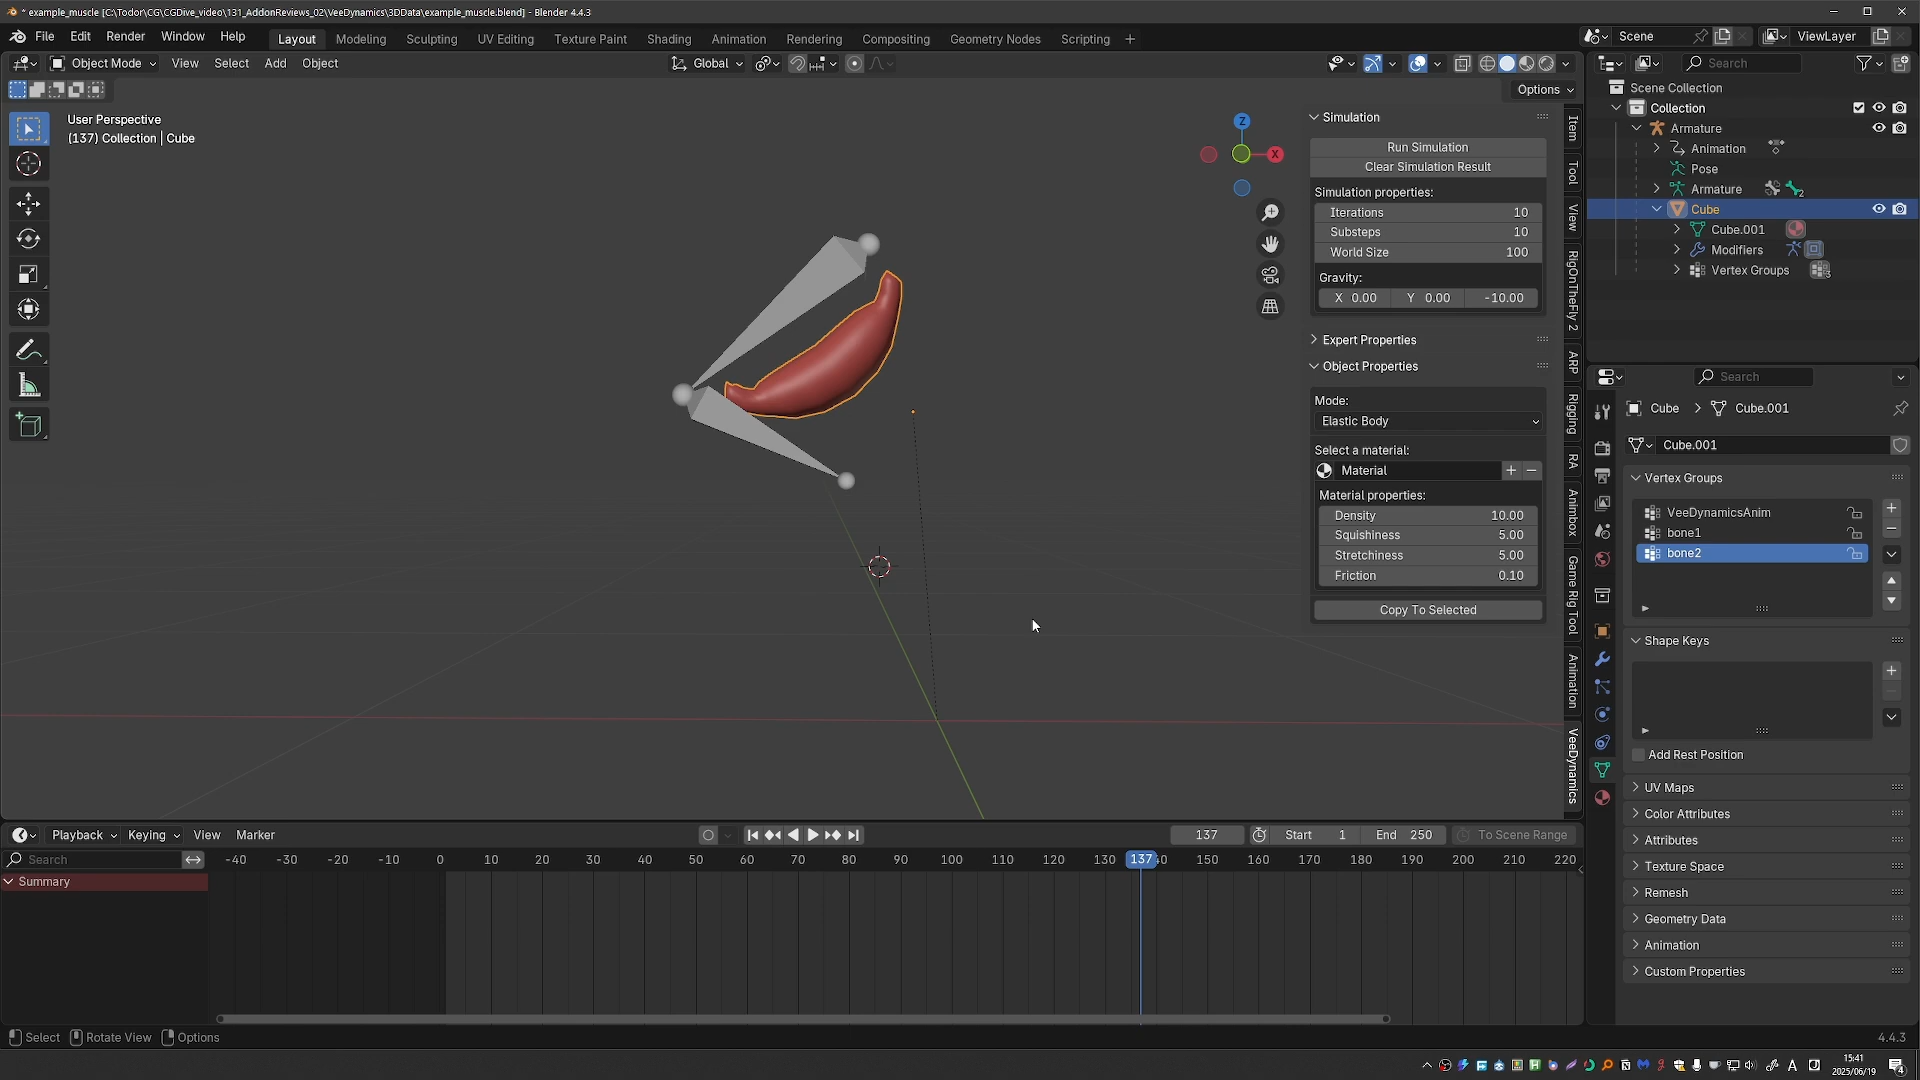 * example_muscle [C:\Todor\CG\CGDive_video\131_AddonReviews_02\VeeDynamics\3DData\example_muscle.blend] - Blender 4.4.3
File Edit Render Window Help
Layout Modeling Sculpting UV Editing Texture Paint Shading Animation Rendering Compositing Geometry Nodes Scripting +
Scene ViewLayer
Object Mode View Select Add Object
Global
Options
User Perspective
(137) Collection | Cube
Z
X
Simulation
Run Simulation
Clear Simulation Result
Simulation properties:
Iterations 10
Substeps 10
World Size 100
Gravity:
X 0.00 Y 0.00 -10.00
Expert Properties
Object Properties
Mode:
Elastic Body
Select a material:
Material
Material properties:
Density 10.00
Squishiness 5.00
Stretchiness 5.00
Friction 0.10
Copy To Selected
Item
Tool
View
RigOnTheFly 2
ARP
Rigging
RA
Animbox
Game Rig Tool
Animation
VeeDynamics
Search
Scene Collection
Collection
Armature
Animation
Pose
Armature 2
Cube
Cube.001
Modifiers
Vertex Groups 3
Search
Cube > Cube.001
Cube.001
Vertex Groups
VeeDynamicsAnim
bone1
bone2
Shape Keys
Add Rest Position
UV Maps
Color Attributes
Attributes
Texture Space
Remesh
Geometry Data
Animation
Custom Properties
Playback Keying View Marker
137 Start 1 End 250 To Scene Range
Search
-40 -30 -20 -10 0 10 20 30 40 50 60 70 80 90 100 110 120 130 137 40 150 160 170 180 190 200 210 220
Summary
Select Rotate View Options
4.4.3
15:41
2025/06/19
4